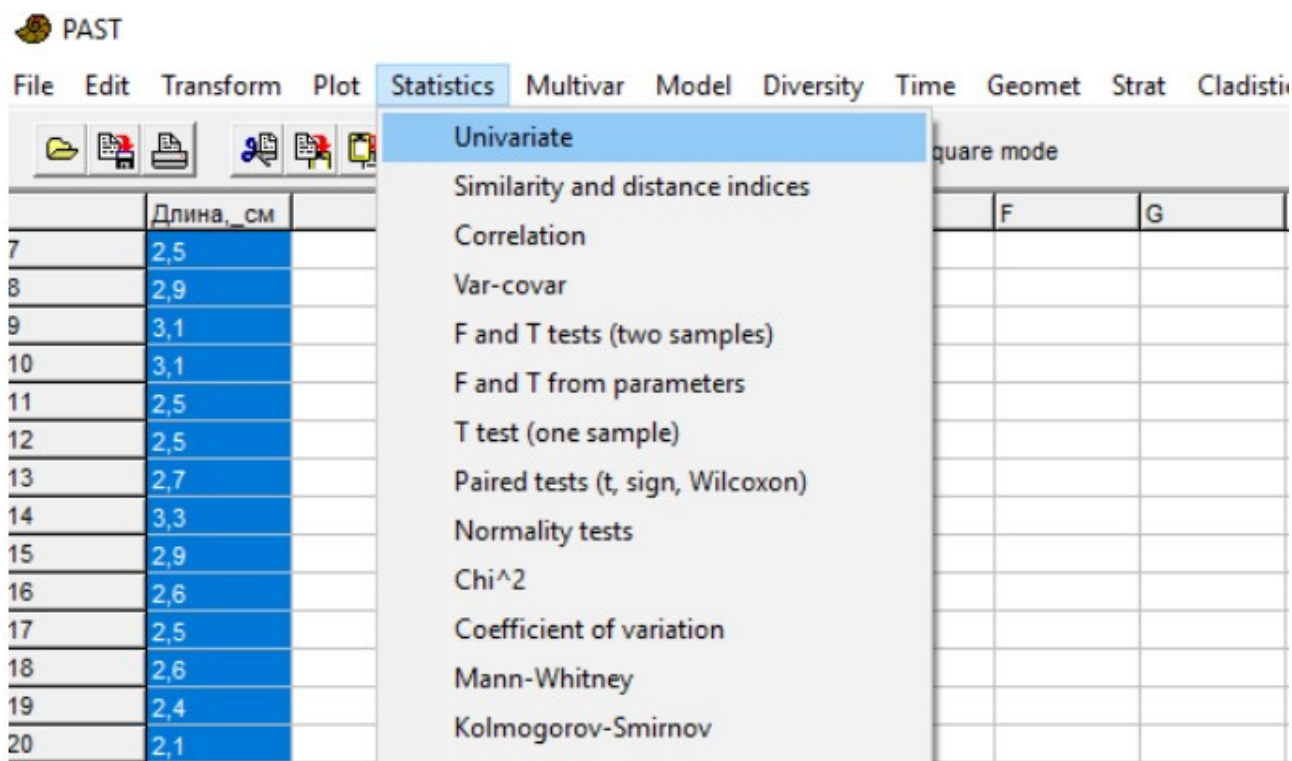 PAST
File Edit Transform Plot Statistics Multivar Model Diversity Time Geomet Strat Cladisti
quare mode
Univariate
Similarity and distance indices
Correlation
Var-covar
F and T tests (two samples)
F and T from parameters
T test (one sample)
Paired tests (t, sign, Wilcoxon)
Normality tests
Chi^2
Coefficient of variation
Mann-Whitney
Kolmogorov-Smirnov
Длина,_см F G
7 2,5
8 2,9
9 3,1
10 3,1
11 2,5
12 2,5
13 2,7
14 3,3
15 2,9
16 2,6
17 2,5
18 2,6
19 2,4
20 2,1